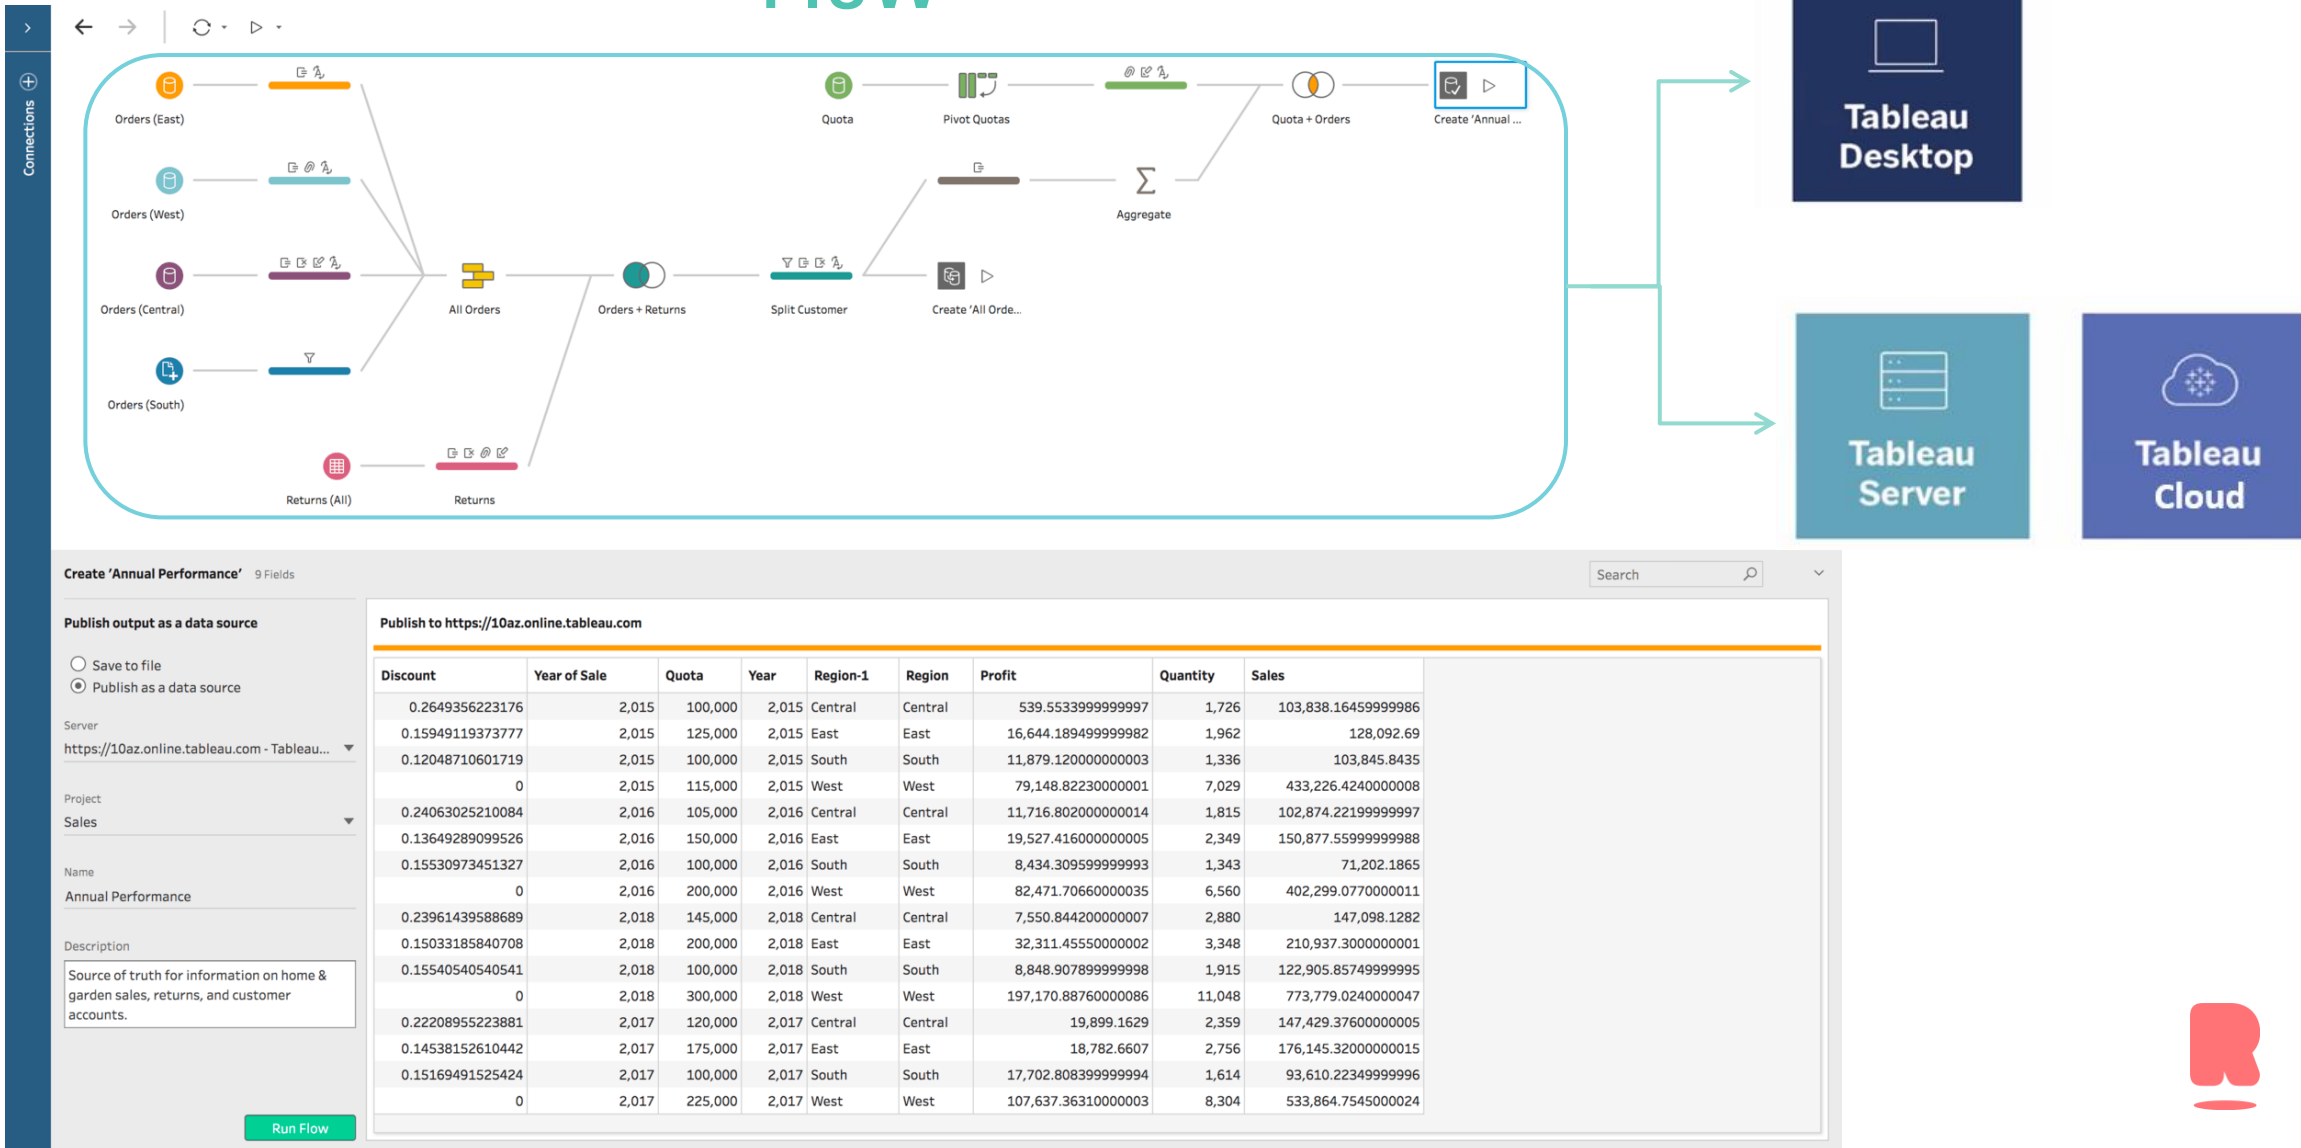 Flow
Connections
Orders (East)
Quota
Pivot Quotas
Quota + Orders
Create 'Annual ...
Orders (West)
Aggregate
Orders (Central)
All Orders
Orders + Returns
Split Customer
Create 'All Orde...
Orders (South)
Returns (All)
Returns
Tableau
Desktop
Tableau
Server
Tableau
Cloud
Create 'Annual Performance' 9 Fields
Search
Publish output as a data source
Save to file
Publish as a data source
Server
https://10az.online.tableau.com - Tableau...
Project
Sales
Name
Annual Performance
Description
Source of truth for information on home &
garden sales, returns, and customer
accounts.
Run Flow
Publish to https://10az.online.tableau.com
Discount Year of Sale Quota Year Region-1 Region Profit Quantity Sales
0.2649356223176 2,015 100,000 2,015 Central Central 539.5533999999997 1,726 103,838.16459999986
0.15949119373777 2,015 125,000 2,015 East East 16,644.189499999982 1,962 128,092.69
0.12048710601719 2,015 100,000 2,015 South South 11,879.120000000003 1,336 103,845.8435
0 2,015 115,000 2,015 West West 79,148.82230000001 7,029 433,226.4240000008
0.24063025210084 2,016 105,000 2,016 Central Central 11,716.802000000014 1,815 102,874.22199999997
0.13649289099526 2,016 150,000 2,016 East East 19,527.416000000005 2,349 150,877.55999999988
0.15530973451327 2,016 100,000 2,016 South South 8,434.309599999993 1,343 71,202.1865
0 2,016 200,000 2,016 West West 82,471.70660000035 6,560 402,299.0770000011
0.23961439588689 2,018 145,000 2,018 Central Central 7,550.844200000007 2,880 147,098.1282
0.15033185840708 2,018 200,000 2,018 East East 32,311.45550000002 3,348 210,937.3000000001
0.15540540540541 2,018 100,000 2,018 South South 8,848.907899999998 1,915 122,905.85749999995
0 2,018 300,000 2,018 West West 197,170.88760000086 11,048 773,779.0240000047
0.22208955223881 2,017 120,000 2,017 Central Central 19,899.1629 2,359 147,429.37600000005
0.14538152610442 2,017 175,000 2,017 East East 18,782.6607 2,756 176,145.32000000015
0.15169491525424 2,017 100,000 2,017 South South 17,702.808399999994 1,614 93,610.22349999996
0 2,017 225,000 2,017 West West 107,637.36310000003 8,304 533,864.7545000024
R